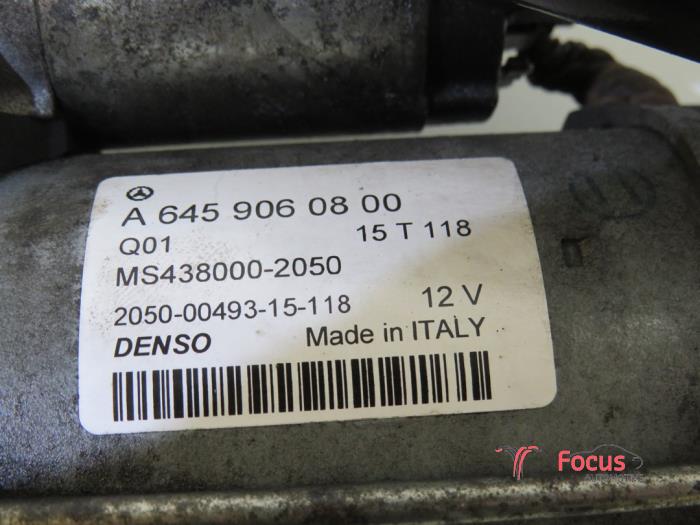 A 645 906 08 00
Q01 15 T 118
MS438000-2050
2050-00493-15-118 12 V
DENSO Made in ITALY
Focus
AUTOMOTIVE